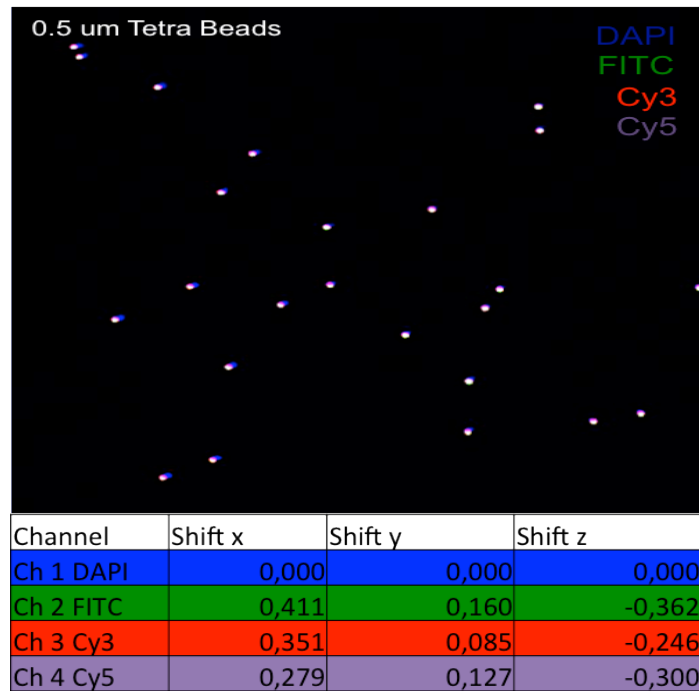 0.5 um Tetra Beads
DAPI
FITC
Cy3
Cy5
Channel Shift x Shift y Shift z
Ch 1 DAPI 0,000 0,000 0,000
Ch 2 FITC 0,411 0,160 -0,362
Ch 3 Cy3 0,351 0,085 -0,246
Ch 4 Cy5 0,279 0,127 -0,300